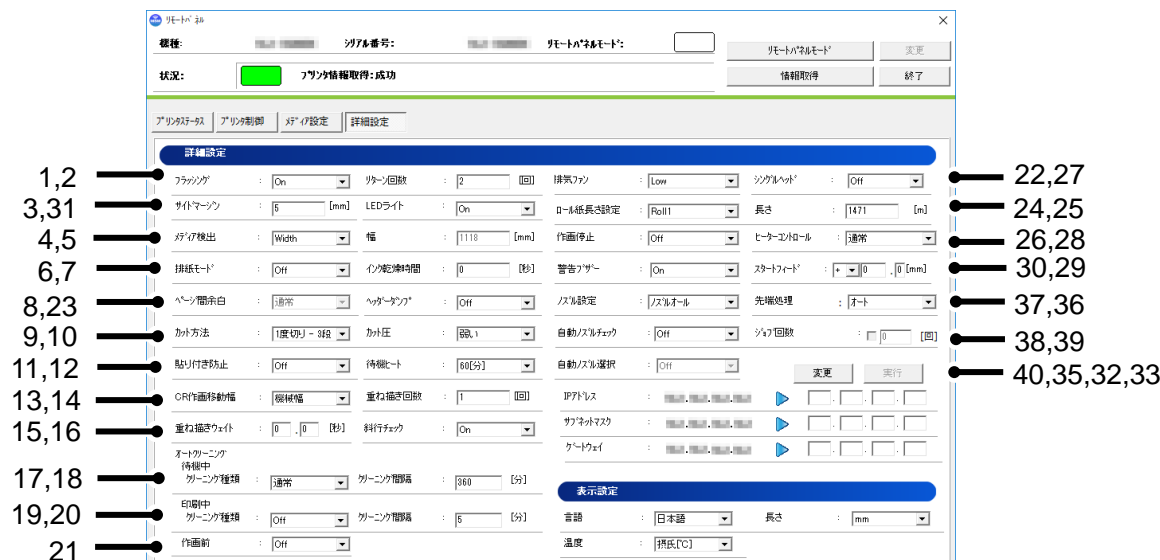 リモートパネル
機種: シリアル番号: リモートパネルモード:
リモートパネルモード 変更
状況: プリンタ情報取得:成功
情報取得 終了
プリンタステータス プリンタ制御 メディア設定 詳細設定
詳細設定
1,2 フラッシング : On リターン回数 : 2 [回] 排気ファン : Low シングルヘッド : Off 22,27
3,31 サイドマージン : 5 [mm] LEDライト : On ロール紙長さ設定 : Roll1 長さ : 1471 [m] 24,25
4,5 メディア検出 : Width 幅 : 1118 [mm] 作画停止 : Off ヒーターコントロール : 通常 26,28
6,7 排紙モード : Off インク乾燥時間 : 0 [秒] 警告ブザー : On スタートフィード : + 0 . 0 [mm] 30,29
8,23 ページ間余白 : 通常 ヘッダーダンプ : Off ノズル設定 : ノズルオール 先端処理 : オート 37,36
9,10 カット方法 : 1度切り - 3段 カット圧 : 弱い 自動ノズルチェック : Off ジョブ回数 : 0 [回] 38,39
11,12 貼り付き防止 : Off 待機ヒート : 60[分] 自動ノズル選択 : Off 変更 実行 40,35,32,33
13,14 CR作画移動幅 : 機械幅 重ね描き回数 : 1 [回] IPアドレス :
15,16 重ね描きウェイト : 0 . 0 [秒] 斜行チェック : On サブネットマスク :
ゲートウェイ :
オートクリーニング
待機中
17,18 クリーニング種類 : 通常 クリーニング間隔 : 360 [分]
表示設定
印刷中
19,20 クリーニング種類 : Off クリーニング間隔 : 5 [分] 言語 : 日本語 長さ : mm
21 作画前 : Off 温度 : 摂氏[℃]